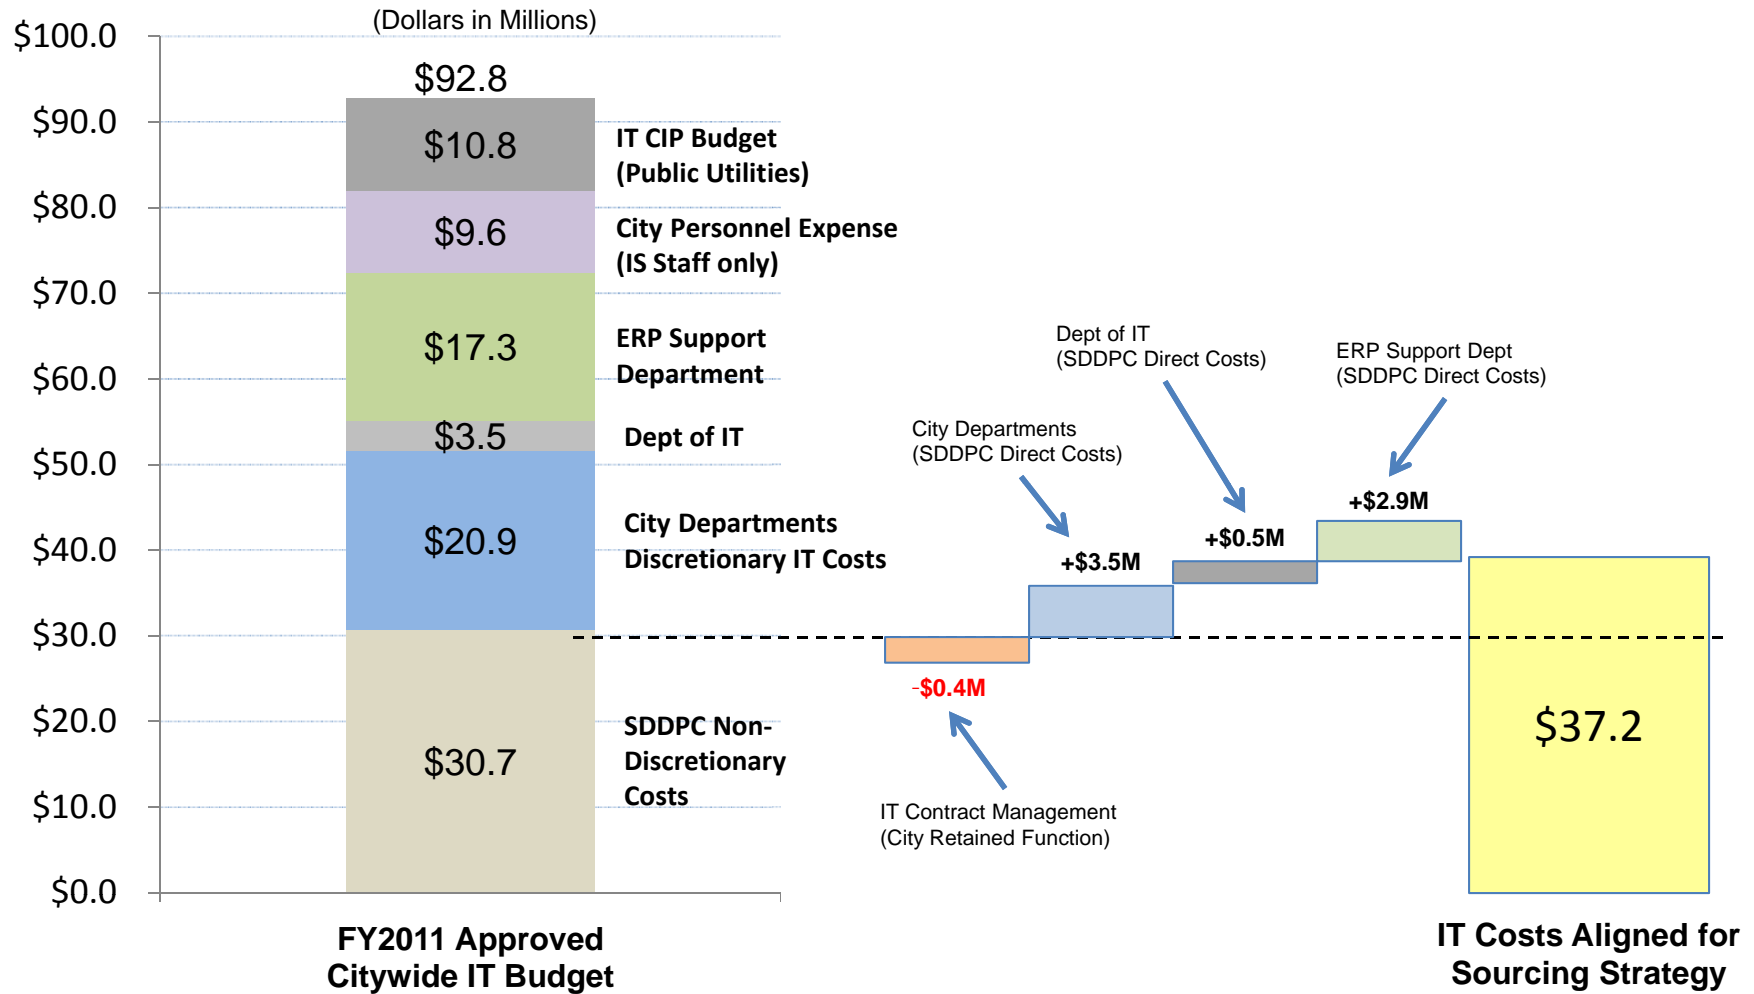 (Dollars in Millions)
$100.0
$90.0
$80.0
$70.0
$60.0
$50.0
$40.0
$30.0
$20.0
$10.0
$0.0
$92.8
$10.8
$9.6
$17.3
$3.5
$20.9
$30.7
IT CIP Budget
(Public Utilities)
City Personnel Expense
(IS Staff only)
ERP Support
Department
Dept of IT
City Departments
Discretionary IT Costs
SDDPC Non-
Discretionary
Costs
FY2011 Approved
Citywide IT Budget
IT Contract Management
(City Retained Function)
-$0.4M
City Departments
(SDDPC Direct Costs)
+$3.5M
Dept of IT
(SDDPC Direct Costs)
+$0.5M
ERP Support Dept
(SDDPC Direct Costs)
+$2.9M
$37.2
IT Costs Aligned for
Sourcing Strategy